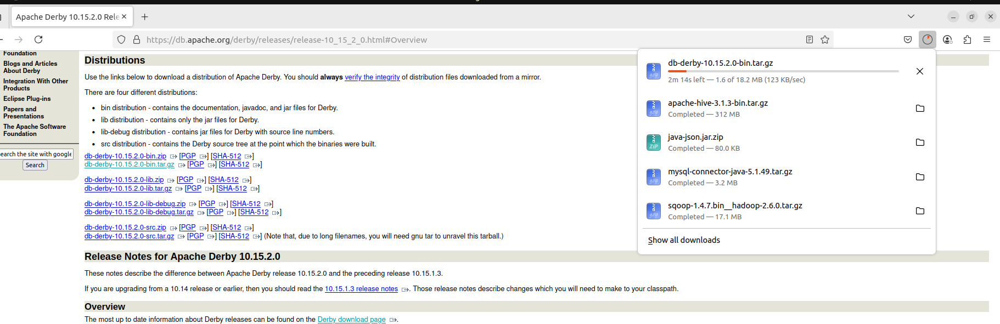 Apache Derby 10.15.2.0 Rele
https://db.apache.org/derby/releases/release-10_15_2_0.html#Overview
Foundation
Blogs and Articles
About Derby
Integration With Other
Products
Eclipse Plug-ins
Papers and
Presentations
The Apache Software
Foundation
earch the site with google
Search
Distributions
Use the links below to download a distribution of Apache Derby. You should always verify the integrity of distribution files downloaded from a mirror.
There are four different distributions:
• bin distribution - contains the documentation, javadoc, and jar files for Derby.
• lib distribution - contains only the jar files for Derby.
• lib-debug distribution - contains jar files for Derby with source line numbers.
• src distribution - contains the Derby source tree at the point which the binaries were built.
db-derby-10.15.2.0-bin.zip [PGP] [SHA-512]
db-derby-10.15.2.0-bin.tar.gz [PGP] [SHA-512]
db-derby-10.15.2.0-lib.zip [PGP] [SHA-512]
db-derby-10.15.2.0-lib.tar.gz [PGP] [SHA-512]
db-derby-10.15.2.0-lib-debug.zip [PGP] [SHA-512]
db-derby-10.15.2.0-lib-debug.tar.gz [PGP] [SHA-512]
db-derby-10.15.2.0-src.zip [PGP] [SHA-512]
db-derby-10.15.2.0-src.tar.gz [PGP] [SHA-512] (Note that, due to long filenames, you will need gnu tar to unravel this tarball.)
Release Notes for Apache Derby 10.15.2.0
These notes describe the difference between Apache Derby release 10.15.2.0 and the preceding release 10.15.1.3.
If you are upgrading from a 10.14 release or earlier, then you should read the 10.15.1.3 release notes. Those release notes describe changes which you will need to make to your classpath.
Overview
The most up to date information about Derby releases can be found on the Derby download page.
gzip
db-derby-10.15.2.0-bin.tar.gz
2m 14s left — 1.6 of 18.2 MB (123 KB/sec)
gzip
apache-hive-3.1.3-bin.tar.gz
Completed — 312 MB
ZIP
java-json.jar.zip
Completed — 80.0 KB
gzip
mysql-connector-java-5.1.49.tar.gz
Completed — 3.2 MB
gzip
sqoop-1.4.7.bin__hadoop-2.6.0.tar.gz
Completed — 17.1 MB
Show all downloads